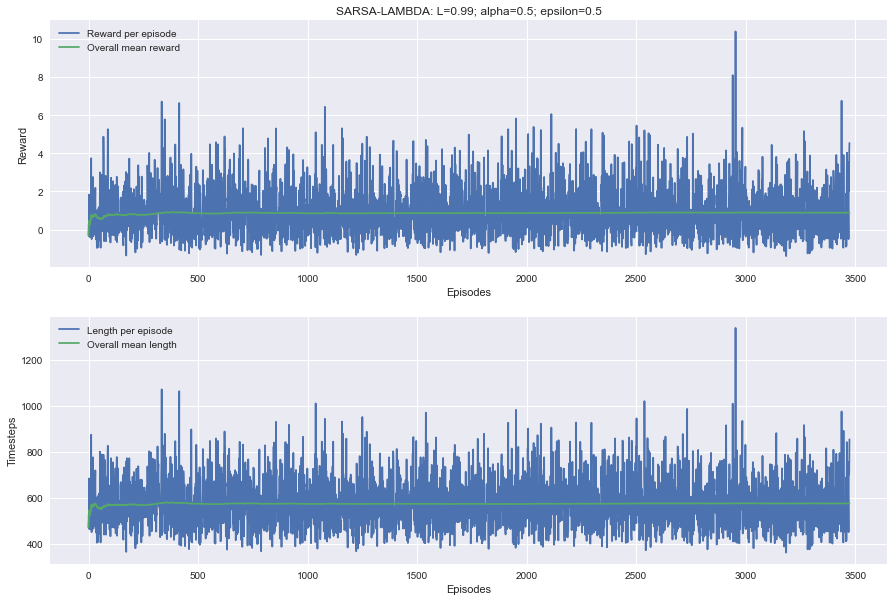 SARSA-LAMBDA: L=0.99; alpha=0.5; epsilon=0.5
Reward per episode
Overall mean reward
10
8
6
4
2
0
Reward
0 500 1000 1500 2000 2500 3000 3500
Episodes
Length per episode
Overall mean length
1200
1000
800
600
400
Timesteps
0 500 1000 1500 2000 2500 3000 3500
Episodes